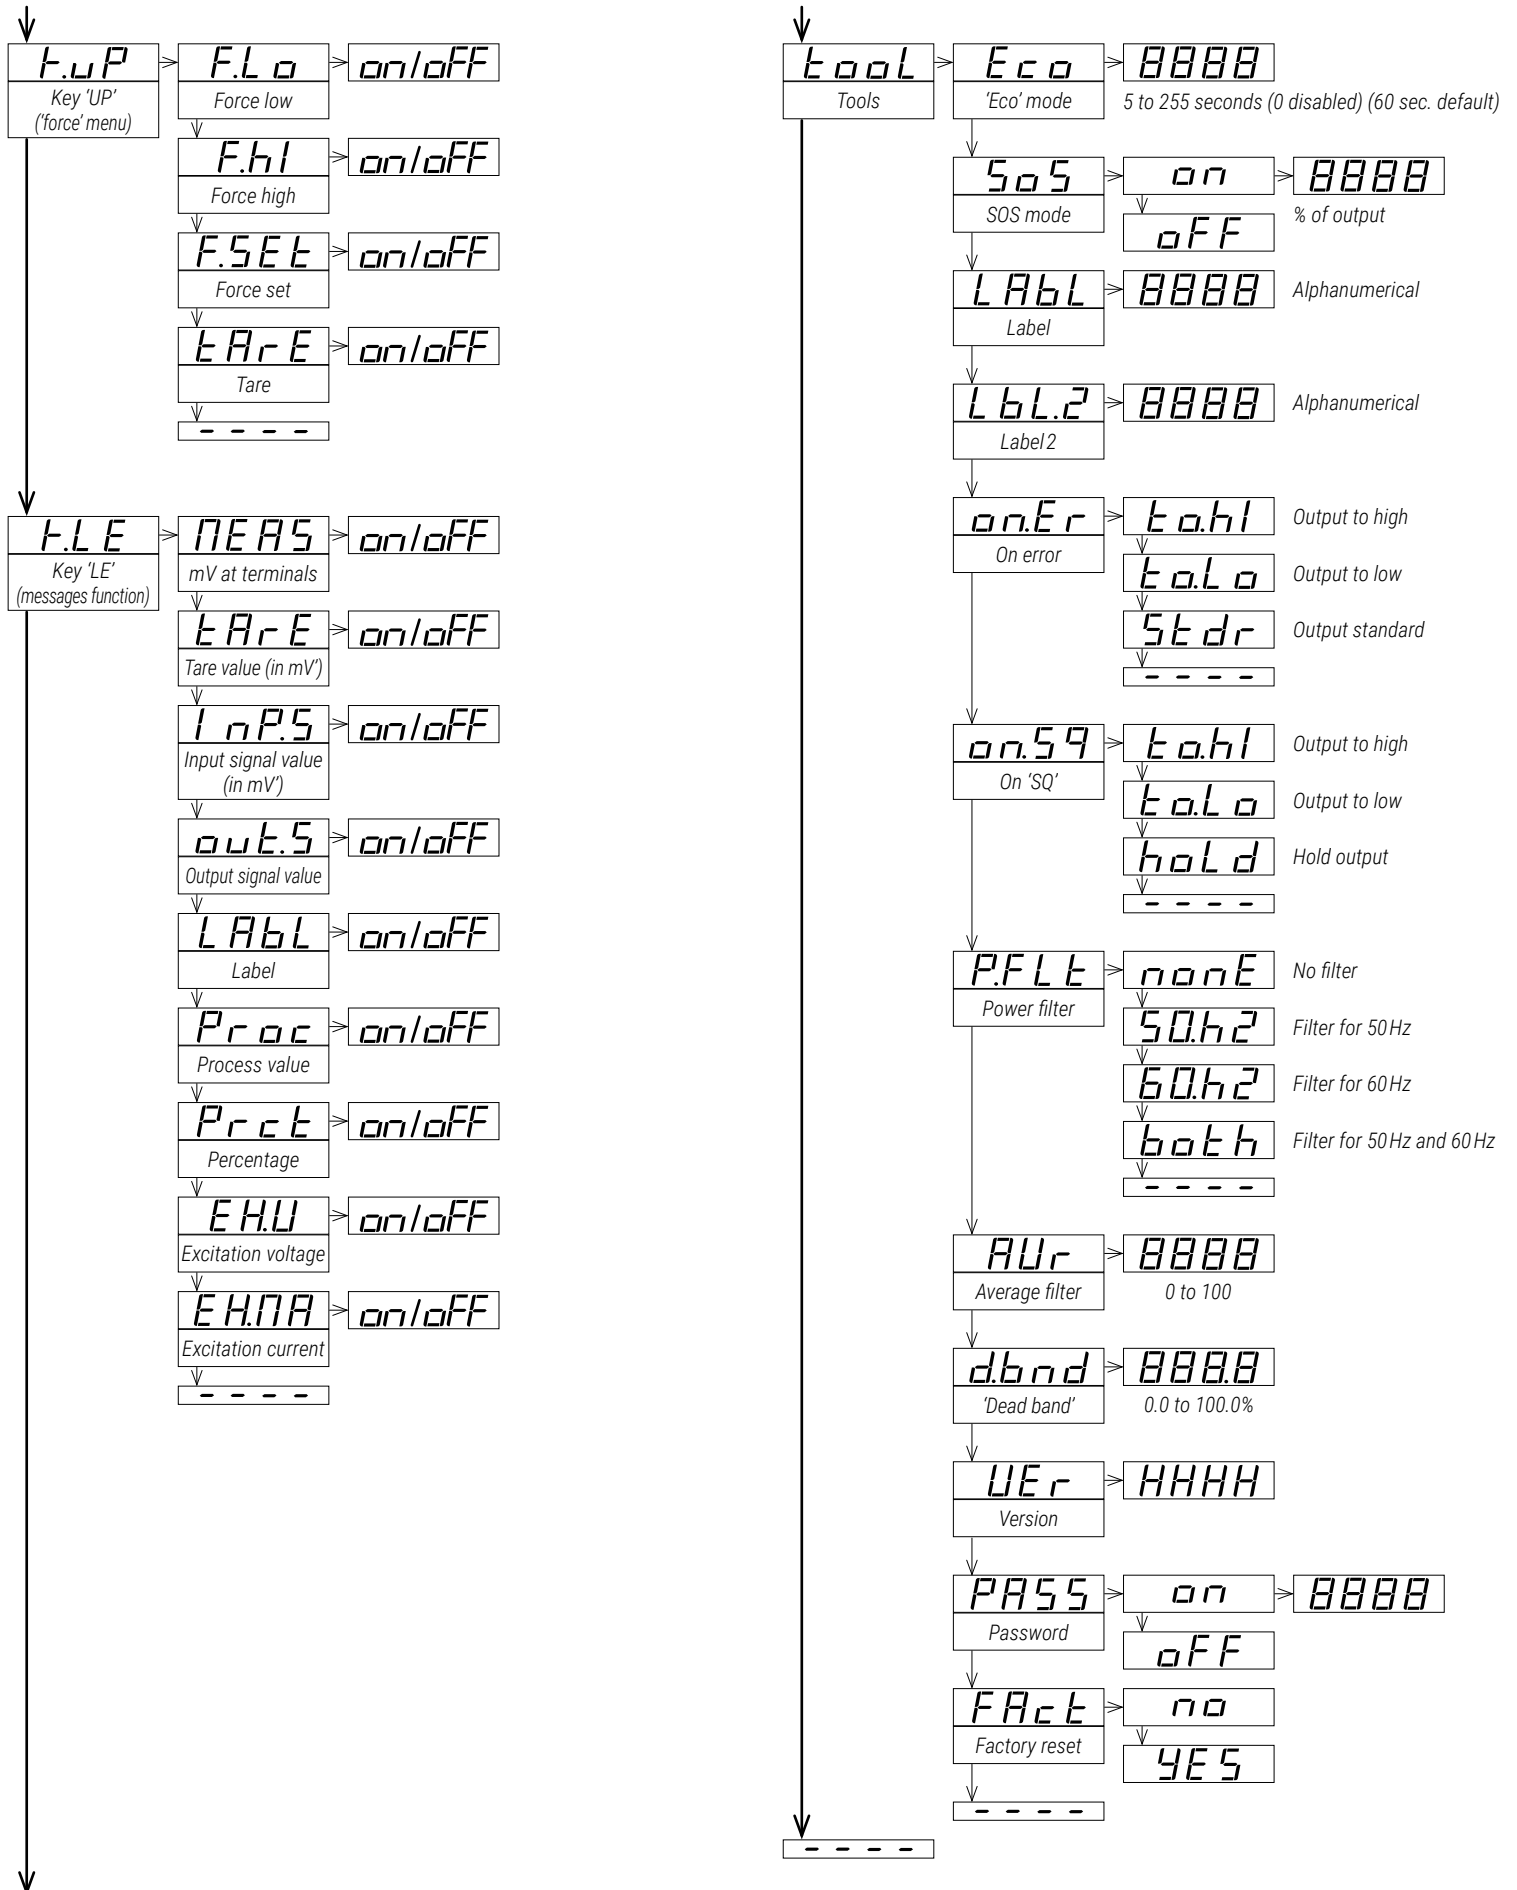 t.uP
Key ‘UP’
(‘force’ menu)
F.Lo
on/oFF
Force low
F.hI
on/oFF
Force high
F.SEt
on/oFF
Force set
tArE
on/oFF
Tare
----
t.LE
Key ‘LE’
(messages function)
MEAS
on/oFF
mV at terminals
tArE
on/oFF
Tare value (in mV’)
InP.S
on/oFF
Input signal value
(in mV’)
out.S
on/oFF
Output signal value
LAbL
on/oFF
Label
Proc
on/oFF
Process value
Prct
on/oFF
Percentage
EH.U
on/oFF
Excitation voltage
EH.MA
on/oFF
Excitation current
----
tooL
Tools
Eco
8888
‘Eco’ mode
5 to 255 seconds (0 disabled) (60 sec. default)
SoS
on
8888
SOS mode
% of output
oFF
LAbL
8888
Alphanumerical
Label
LbL.2
8888
Alphanumerical
Label 2
on.Er
On error
to.hI
Output to high
to.Lo
Output to low
Stdr
Output standard
----
on.Sq
On ‘SQ’
to.hI
Output to high
to.Lo
Output to low
hoLd
Hold output
----
P.FLt
Power filter
nonE
No filter
50.h2
Filter for 50 Hz
60.h2
Filter for 60 Hz
both
Filter for 50 Hz and 60 Hz
----
AUr
8888
Average filter
0 to 100
d.bnd
888.8
‘Dead band’
0.0 to 100.0%
UEr
HHHH
Version
PASS
on
8888
Password
oFF
FAct
no
Factory reset
YES
----
----